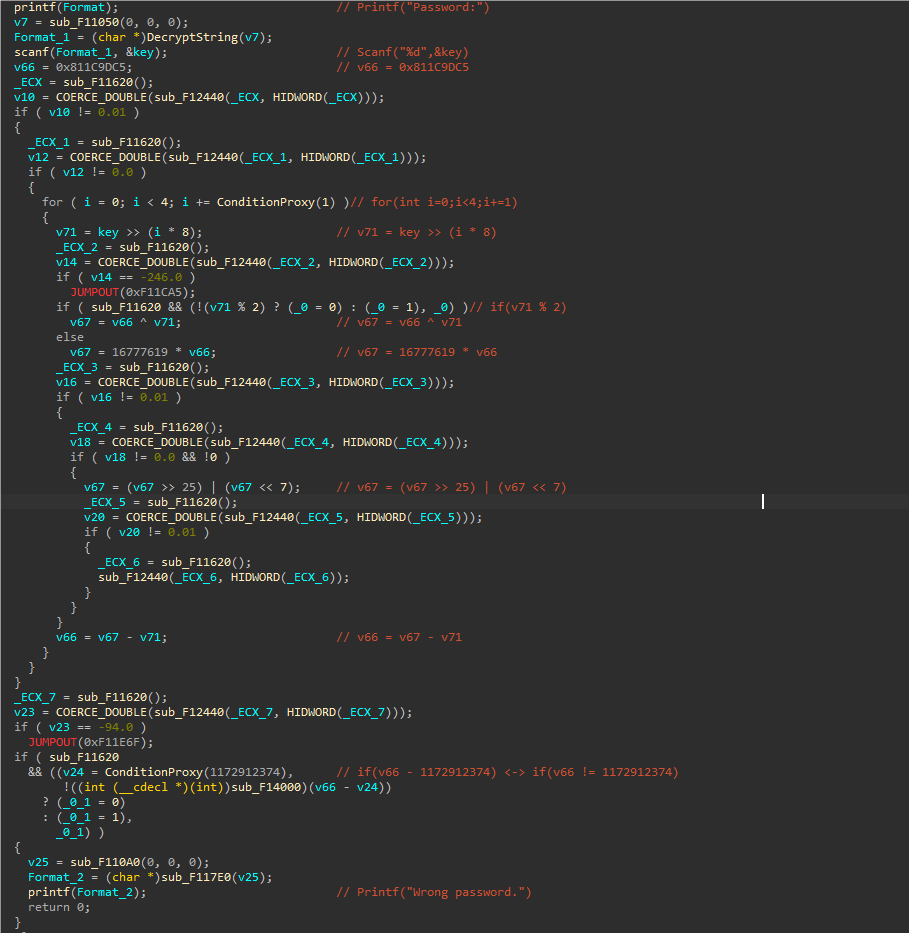 printf(Format); // Printf("Password:")
v7 = sub_F11050(0, 0, 0);
Format_1 = (char *)DecryptString(v7);
scanf(Format_1, &key); // Scanf("%d",&key)
v66 = 0x811C9DC5; // v66 = 0x811C9DC5
_ECX = sub_F11620();
v10 = COERCE_DOUBLE(sub_F12440(_ECX, HIDWORD(_ECX)));
if ( v10 != 0.01 )
{
_ECX_1 = sub_F11620();
v12 = COERCE_DOUBLE(sub_F12440(_ECX_1, HIDWORD(_ECX_1)));
if ( v12 != 0.0 )
{
for ( i = 0; i < 4; i += ConditionProxy(1) )// for(int i=0;i<4;i+=1)
{
v71 = key >> (i * 8); // v71 = key >> (i * 8)
_ECX_2 = sub_F11620();
v14 = COERCE_DOUBLE(sub_F12440(_ECX_2, HIDWORD(_ECX_2)));
if ( v14 == -246.0 )
JUMPOUT(0xF11CA5);
if ( sub_F11620 && (!(v71 % 2) ? (_0 = 0) : (_0 = 1), _0) )// if(v71 % 2)
v67 = v66 ^ v71; // v67 = v66 ^ v71
else
v67 = 16777619 * v66; // v67 = 16777619 * v66
_ECX_3 = sub_F11620();
v16 = COERCE_DOUBLE(sub_F12440(_ECX_3, HIDWORD(_ECX_3)));
if ( v16 != 0.01 )
{
_ECX_4 = sub_F11620();
v18 = COERCE_DOUBLE(sub_F12440(_ECX_4, HIDWORD(_ECX_4)));
if ( v18 != 0.0 && !0 )
{
v67 = (v67 >> 25) | (v67 << 7); // v67 = (v67 >> 25) | (v67 << 7)
_ECX_5 = sub_F11620();
v20 = COERCE_DOUBLE(sub_F12440(_ECX_5, HIDWORD(_ECX_5)));
if ( v20 != 0.01 )
{
_ECX_6 = sub_F11620();
sub_F12440(_ECX_6, HIDWORD(_ECX_6));
}
}
}
v66 = v67 - v71; // v66 = v67 - v71
}
}
}
_ECX_7 = sub_F11620();
v23 = COERCE_DOUBLE(sub_F12440(_ECX_7, HIDWORD(_ECX_7)));
if ( v23 == -94.0 )
JUMPOUT(0xF11E6F);
if ( sub_F11620
&& ((v24 = ConditionProxy(1172912374), // if(v66 - 1172912374) <-> if(v66 != 1172912374)
!((int (__cdecl *)(int))sub_F14000)(v66 - v24))
? (_0_1 = 0)
: (_0_1 = 1),
_0_1) )
{
v25 = sub_F110A0(0, 0, 0);
Format_2 = (char *)sub_F117E0(v25);
printf(Format_2); // Printf("Wrong password.")
return 0;
}